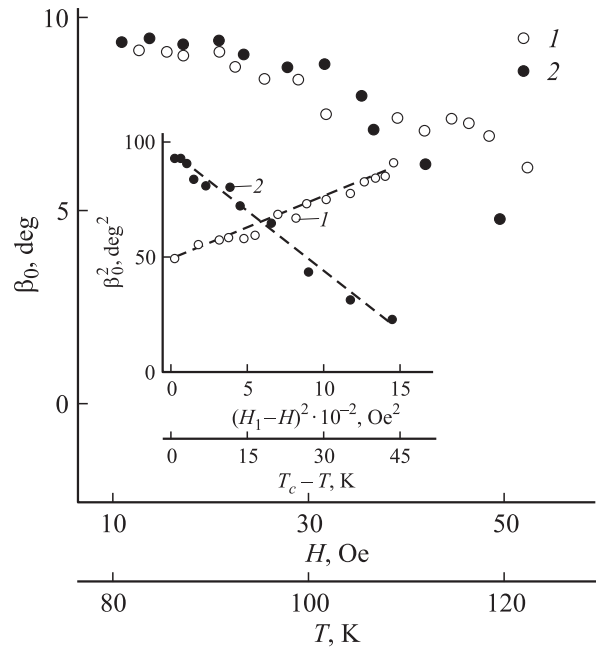 10
1
2
100
2
5
β₀, deg
β₀², deg²
1
50
0
0
0 5 10 15
(H₁–H)²·10⁻², Oe²
0 15 30 45
T_c – T, K
10 30 50
H, Oe
80 100 120
T, K